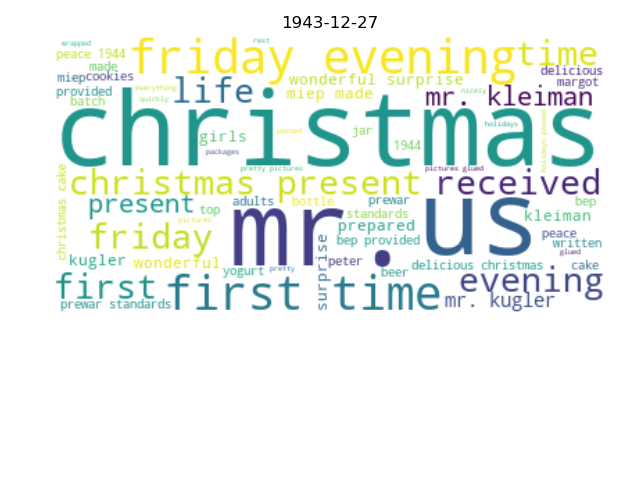 1943-12-27
wrapped
rest
peace 1944
friday evening
time
made
miep
cookies
life
wonderful surprise
delicious
margot
provided
batch
everything
quickly
miep made
mr. kleiman
nicely
christmas
girls
passed
jar
1944
holidays
holidays passed
packages
pretty pictures
pictures glued
christmas cake
christmas present
received
present
top
adults
bottle
prewar
bep
mr.
us
standards
kleiman
friday
pictures
prepared
peace
bep provided
written
glued
kugler
wonderful
surprise
peter
yogurt
pretty
beer
delicious christmas
cake
first
first time
evening
prewar standards
mr. kugler